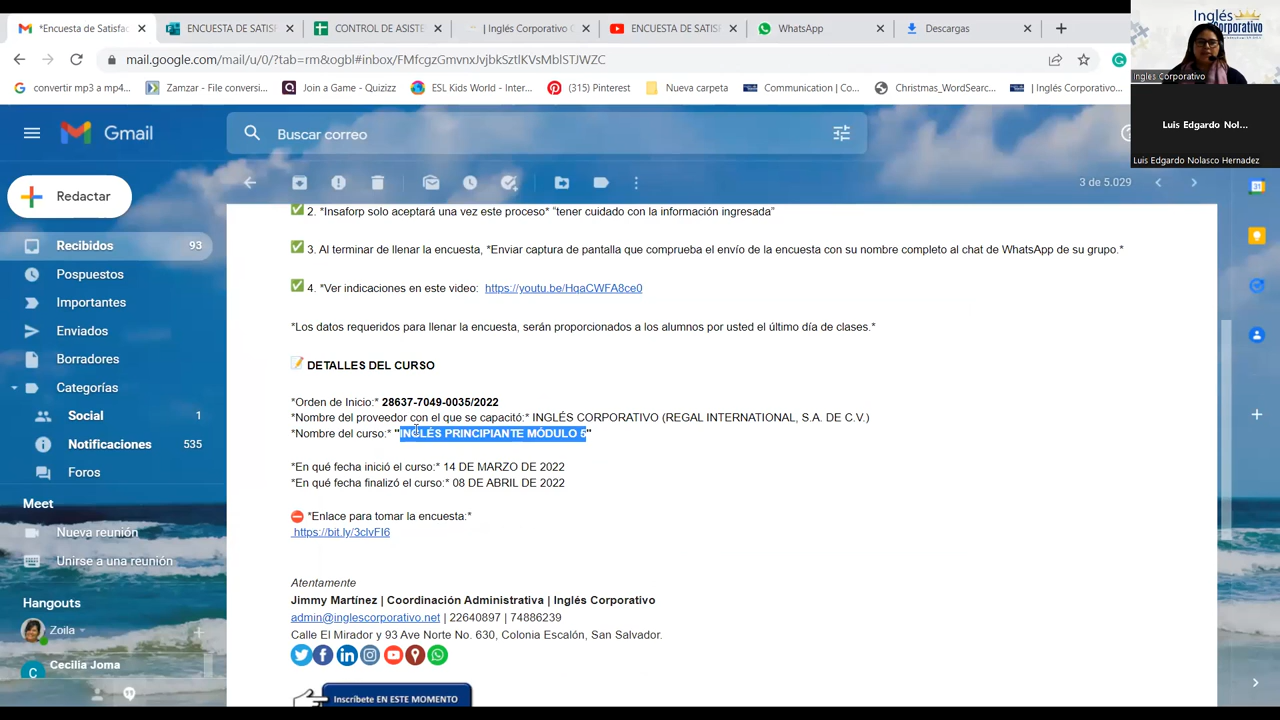 *Encuesta de Satisfac
ENCUESTA DE SATISF
CONTROL DE ASISTE
| Inglés Corporativo C
ENCUESTA DE SATIS
WhatsApp
Descargas
mail.google.com/mail/u/0/?tab=rm&ogbl#inbox/FMfcgzGmvnxJvjbkSztlKVsMblSTJWZC
convertir mp3 a mp4...
Zamzar - File conversi...
Join a Game - Quizizz
ESL Kids World - Inter...
(315) Pinterest
Nueva carpeta
Communication | Co...
Christmas_WordSearc...
| Inglés Corporativo...
Inglés
Corporativo
Ingles Corporativo
Luis Edgardo Nol...
Luis Edgardo Nolasco Hernadez
Gmail
Buscar correo
Redactar
3 de 5.029
Recibidos 93
Pospuestos
Importantes
Enviados
Borradores
Categorías
Social 1
Notificaciones 535
Foros
Meet
Nueva reunión
Unirse a una reunión
Hangouts
Zoila
C
Cecilia Joma
2. *Insaforp solo aceptará una vez este proceso* "tener cuidado con la información ingresada"
3. Al terminar de llenar la encuesta, *Enviar captura de pantalla que comprueba el envío de la encuesta con su nombre completo al chat de WhatsApp de su grupo.*
4. *Ver indicaciones en este video: https://youtu.be/HqaCWFA8ce0
*Los datos requeridos para llenar la encuesta, serán proporcionados a los alumnos por usted el último día de clases.*
DETALLES DEL CURSO
*Orden de Inicio:* 28637-7049-0035/2022
*Nombre del proveedor con el que se capacitó:* INGLÉS CORPORATIVO (REGAL INTERNATIONAL, S.A. DE C.V.)
*Nombre del curso:* "INGLÉS PRINCIPIANTE MÓDULO 5"
*En qué fecha inició el curso:* 14 DE MARZO DE 2022
*En qué fecha finalizó el curso:* 08 DE ABRIL DE 2022
*Enlace para tomar la encuesta:*
https://bit.ly/3clvFI6
Atentamente
Jimmy Martínez | Coordinación Administrativa | Inglés Corporativo
admin@inglescorporativo.net | 22640897 | 74886239
Calle El Mirador y 93 Ave Norte No. 630, Colonia Escalón, San Salvador.
Inscríbete EN ESTE MOMENTO